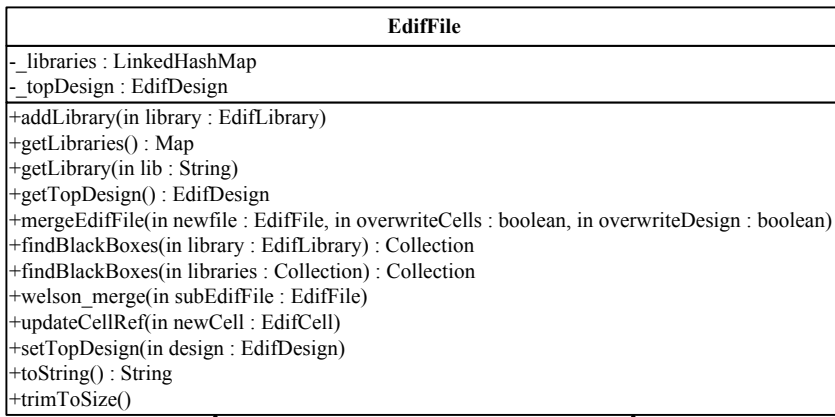 EdifFile
-_libraries : LinkedHashMap
-_topDesign : EdifDesign
+addLibrary(in library : EdifLibrary)
+getLibraries() : Map
+getLibrary(in lib : String)
+getTopDesign() : EdifDesign
+mergeEdifFile(in newfile : EdifFile, in overwriteCells : boolean, in overwriteDesign : boolean)
+findBlackBoxes(in library : EdifLibrary) : Collection
+findBlackBoxes(in libraries : Collection) : Collection
+welson_merge(in subEdifFile : EdifFile)
+updateCellRef(in newCell : EdifCell)
+setTopDesign(in design : EdifDesign)
+toString() : String
+trimToSize()